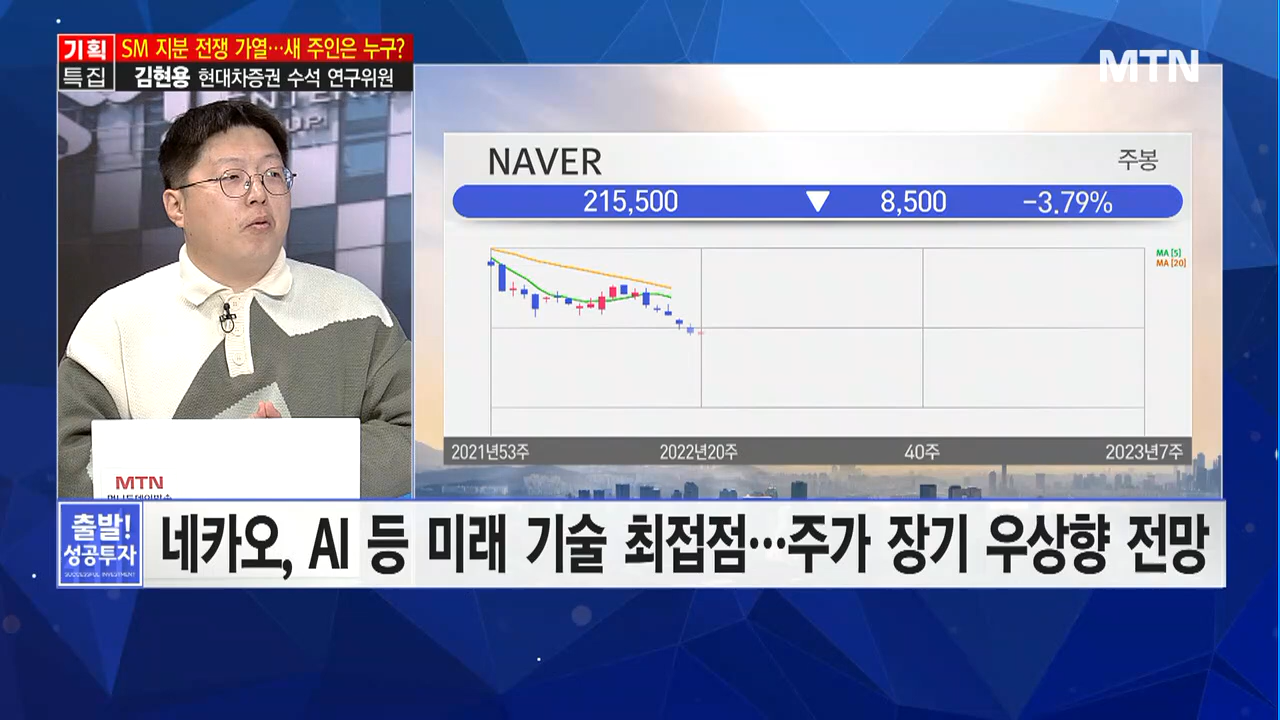 기획
특집
SM 지분 전쟁 가열…새 주인은 누구?
김현용 현대차증권 수석 연구위원
MTN
ENTER
UP!
NAVER
주봉
215,500 ▼ 8,500 -3.79%
MA [5]
MA [20]
2021년53주 2022년20주 40주 2023년7주
MTN
출발!
성공투자
SUCCESSFUL INVESTMENT
네카오, AI 등 미래 기술 최접점…주가 장기 우상향 전망